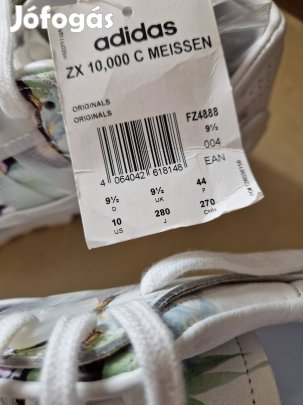 Jófogás
adidas
ZX 10,000 C MEISSEN
ORIGINALS
ORIGINALS
FZ4888
9½
004
EAN
4 064042 618148
9½ 9½ 44
D UK F
10 280 270
US J CHN